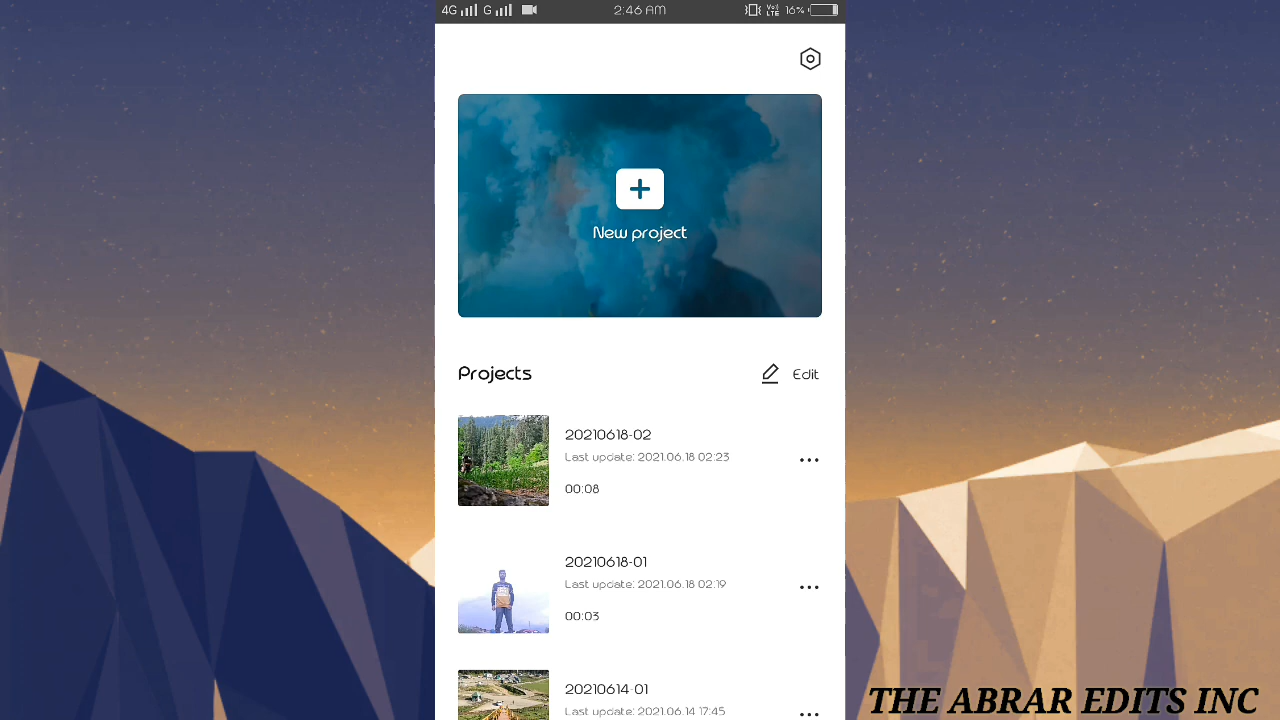 4G G 2:46 AM VoLTE 16%
New project
Projects Edit
20210618-02
Last update: 2021.06.18 02:23
00:08
20210618-01
Last update: 2021.06.18 02:19
00:03
20210614-01
Last update: 2021.06.14 17:45
THE ABRAR EDITS INC